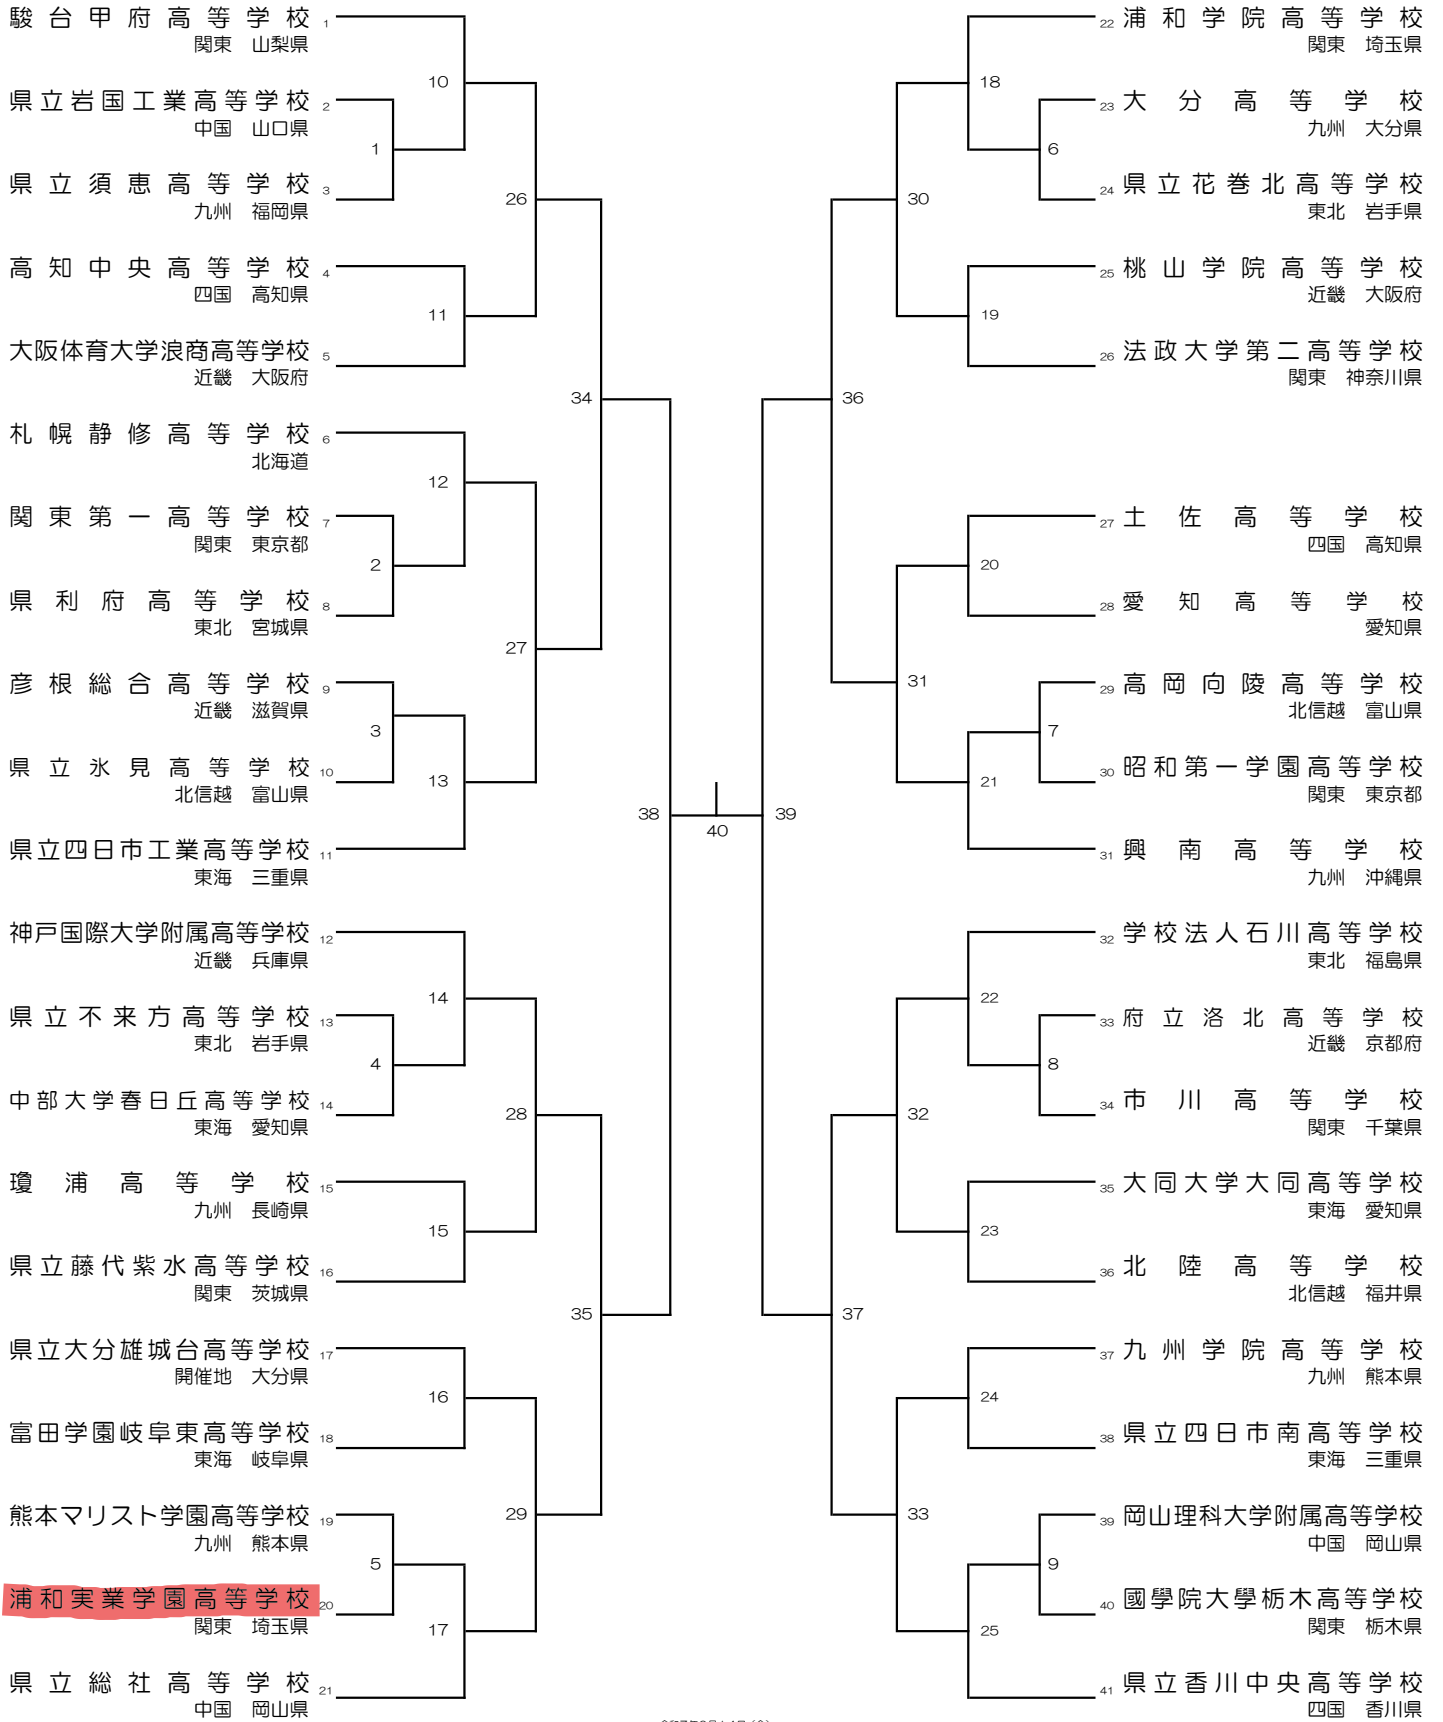 駿台甲府高等学校 1
関東 山梨県
県立岩国工業高等学校 2
中国 山口県
県立須恵高等学校 3
九州 福岡県
高知中央高等学校 4
四国 高知県
大阪体育大学浪商高等学校 5
近畿 大阪府
札幌静修高等学校 6
北海道
関東第一高等学校 7
関東 東京都
県利府高等学校 8
東北 宮城県
彦根総合高等学校 9
近畿 滋賀県
県立氷見高等学校 10
北信越 富山県
県立四日市工業高等学校 11
東海 三重県
神戸国際大学附属高等学校 12
近畿 兵庫県
県立不来方高等学校 13
東北 岩手県
中部大学春日丘高等学校 14
東海 愛知県
瓊浦高等学校 15
九州 長崎県
県立藤代紫水高等学校 16
関東 茨城県
県立大分雄城台高等学校 17
開催地 大分県
富田学園岐阜東高等学校 18
東海 岐阜県
熊本マリスト学園高等学校 19
九州 熊本県
浦和実業学園高等学校 20
関東 埼玉県
県立総社高等学校 21
中国 岡山県
1
2
3
4
5
10
11
12
13
14
15
16
17
26
27
28
29
34
35
38
40
39
36
37
30
31
32
33
18
19
20
21
22
23
24
25
6
7
8
9
22 浦和学院高等学校
関東 埼玉県
23 大分高等学校
九州 大分県
24 県立花巻北高等学校
東北 岩手県
25 桃山学院高等学校
近畿 大阪府
26 法政大学第二高等学校
関東 神奈川県
27 土佐高等学校
四国 高知県
28 愛知高等学校
愛知県
29 高岡向陵高等学校
北信越 富山県
30 昭和第一学園高等学校
関東 東京都
31 興南高等学校
九州 沖縄県
32 学校法人石川高等学校
東北 福島県
33 府立洛北高等学校
近畿 京都府
34 市川高等学校
関東 千葉県
35 大同大学大同高等学校
東海 愛知県
36 北陸高等学校
北信越 福井県
37 九州学院高等学校
九州 熊本県
38 県立四日市南高等学校
東海 三重県
39 岡山理科大学附属高等学校
中国 岡山県
40 國學院大學栃木高等学校
関東 栃木県
41 県立香川中央高等学校
四国 香川県